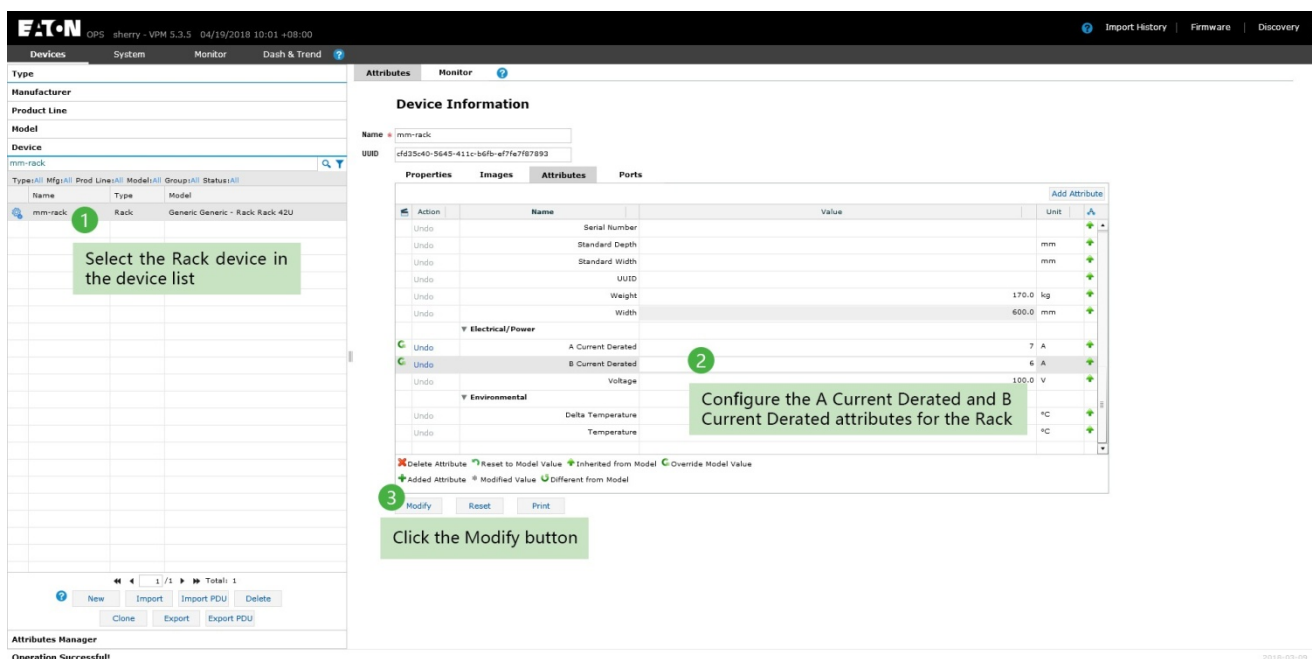 EATON OPS sherry - VPM 5.3.5 04/19/2018 10:01 +08:00
Import History | Firmware | Discovery
Devices System Monitor Dash & Trend
Type
Manufacturer
Product Line
Model
Device
mm-rack
Type:All Mfg:All Prod Line:All Model:All Group:All Status:All
Name Type Model
mm-rack Rack Generic Generic - Rack Rack 42U
1
Select the Rack device in
the device list
1 /1 Total: 1
New Import Import PDU Delete
Clone Export Export PDU
Attributes Manager
Operation Successful!
Attributes Monitor
Device Information
Name * mm-rack
UUID cfd35c40-5645-411c-b6fb-ef7fe7f87893
Properties Images Attributes Ports
Add Attribute
Action Name Value Unit
Undo Serial Number
Undo Standard Depth mm
Undo Standard Width mm
Undo UUID
Undo Weight 170.0 kg
Undo Width 600.0 mm
Electrical/Power
Undo A Current Derated 7 A
Undo B Current Derated 6 A
Undo Voltage 100.0 V
Environmental
Undo Delta Temperature °C
Undo Temperature °C
2
Configure the A Current Derated and B
Current Derated attributes for the Rack
Delete Attribute Reset to Model Value Inherited from Model Override Model Value
Added Attribute Modified Value Different from Model
3
Modify Reset Print
Click the Modify button